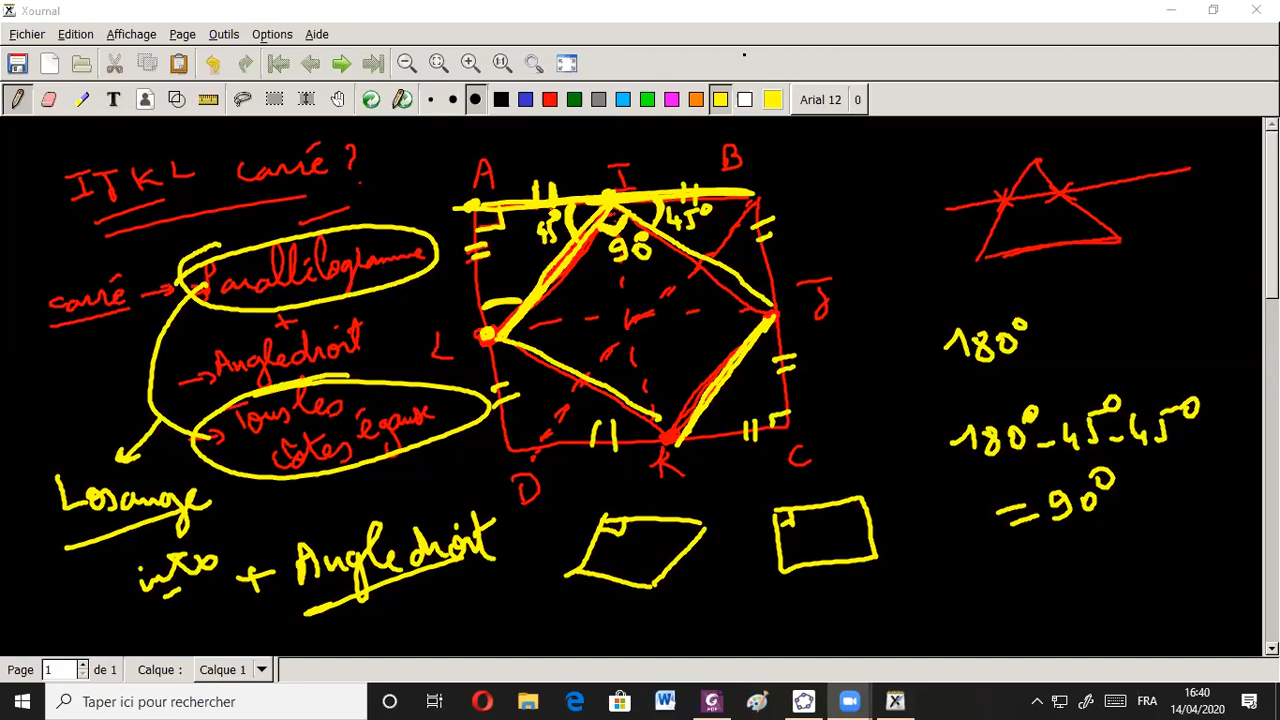 Xournal
Fichier Edition Affichage Page Outils Options Aide
T Arial 12 0
IJKL carré ?
carré → Parallélogramme
+
→ Angle droit
→ Tous les
côtés égaux
Losange
+ Angle droit
A I B
45° 90° 45°
L J
D K C
180°
180° - 45° - 45°
= 90°
Page 1 de 1 Calque : Calque 1
Taper ici pour rechercher
FRA 16:40
14/04/2020